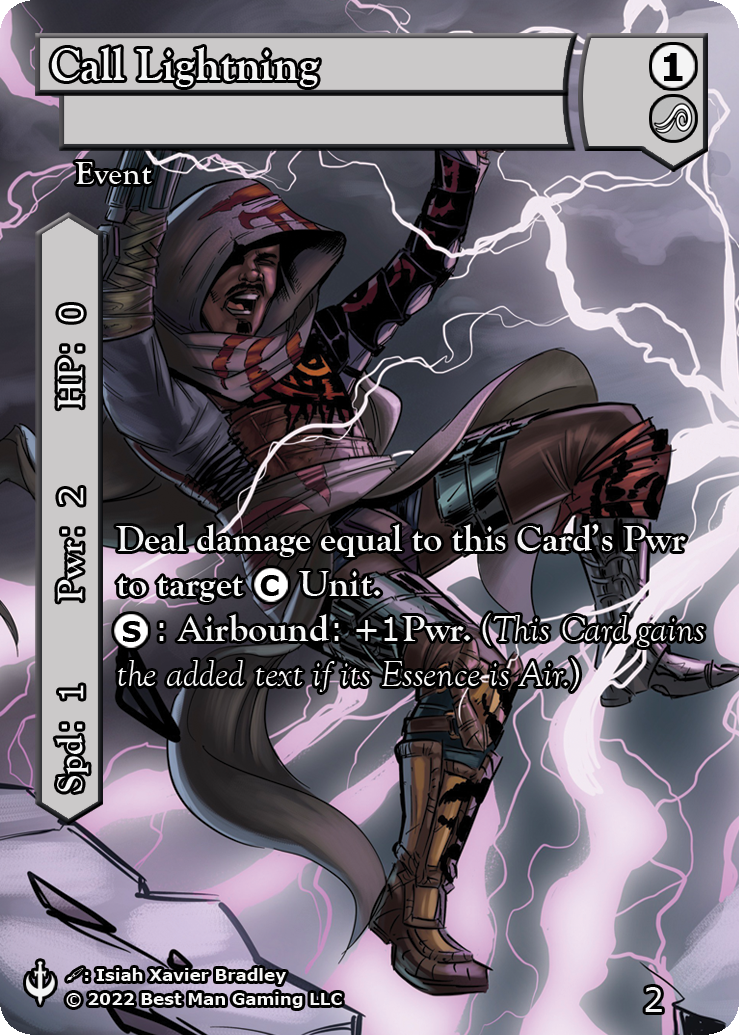 Call Lightning
1
Event
HP: 0
Pwr: 2
Spd: 1
Deal damage equal to this Card's Pwr
to target C Unit.
S : Airbound: +1Pwr. (This Card gains
the added text if its Essence is Air.)
: Isiah Xavier Bradley
© 2022 Best Man Gaming LLC
2